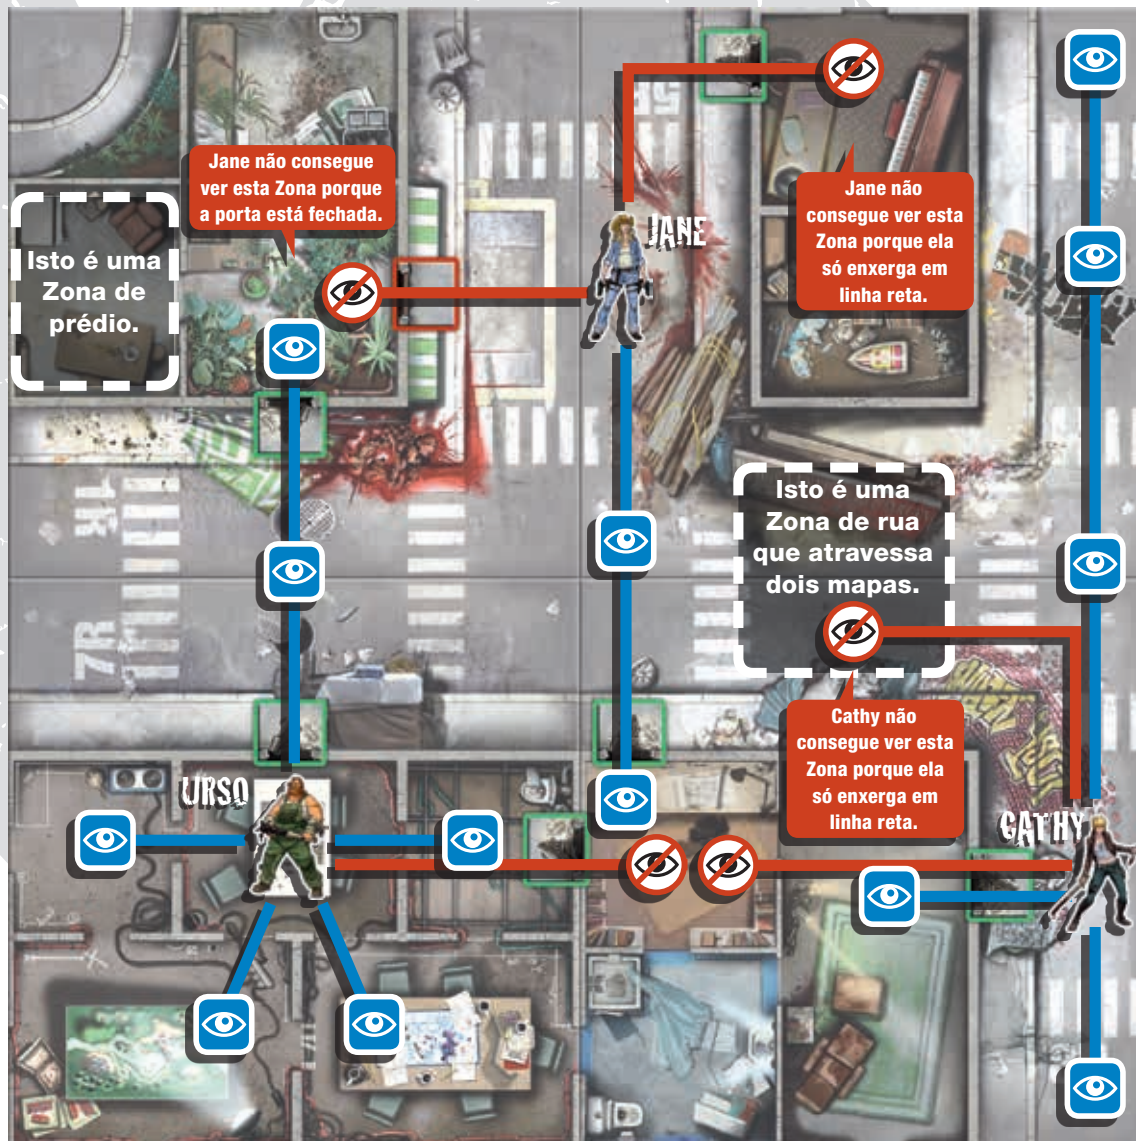 Jane não consegue
ver esta Zona porque
a porta está fechada.
Isto é uma
Zona de
prédio.
JANE
Jane não
consegue ver esta
Zona porque ela
só enxerga em
linha reta.
Isto é uma
Zona de rua
que atravessa
dois mapas.
7R
Cathy não
consegue ver esta
Zona porque ela
só enxerga em
linha reta.
URSO
CATHY